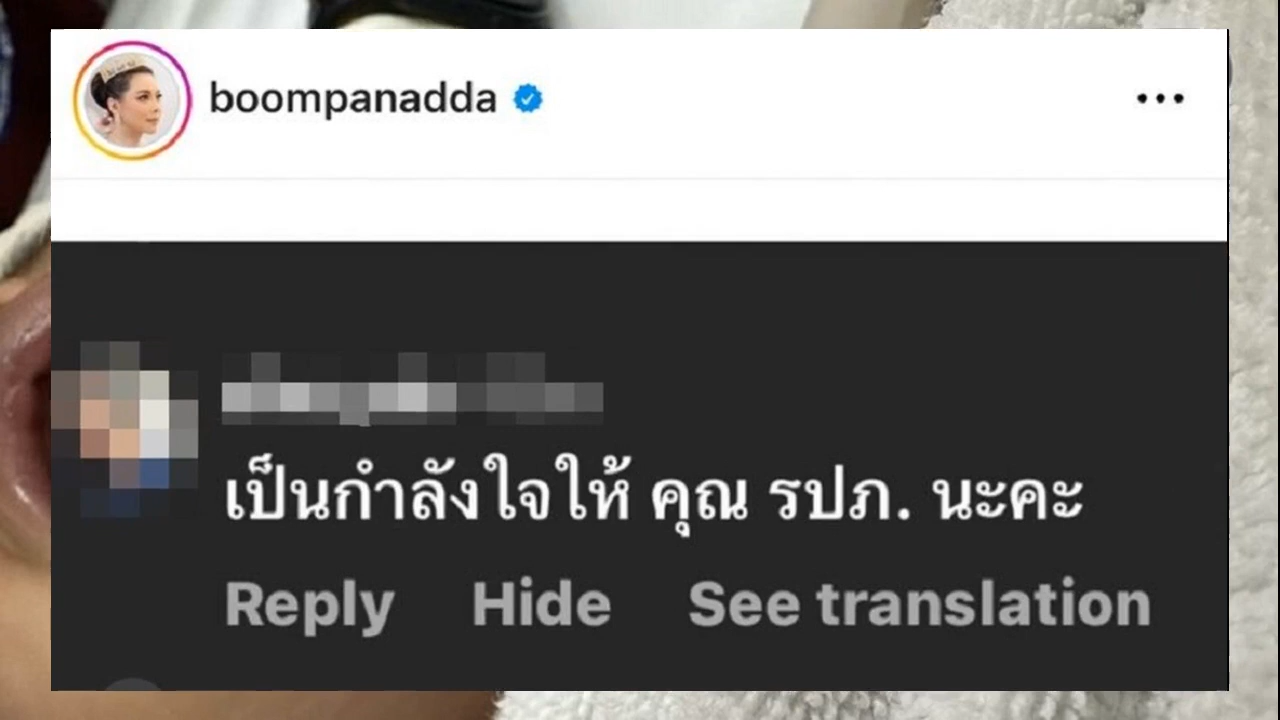 boompanadda
เป็นกำลังใจให้ คุณ รปภ. นะคะ
Reply Hide See translation